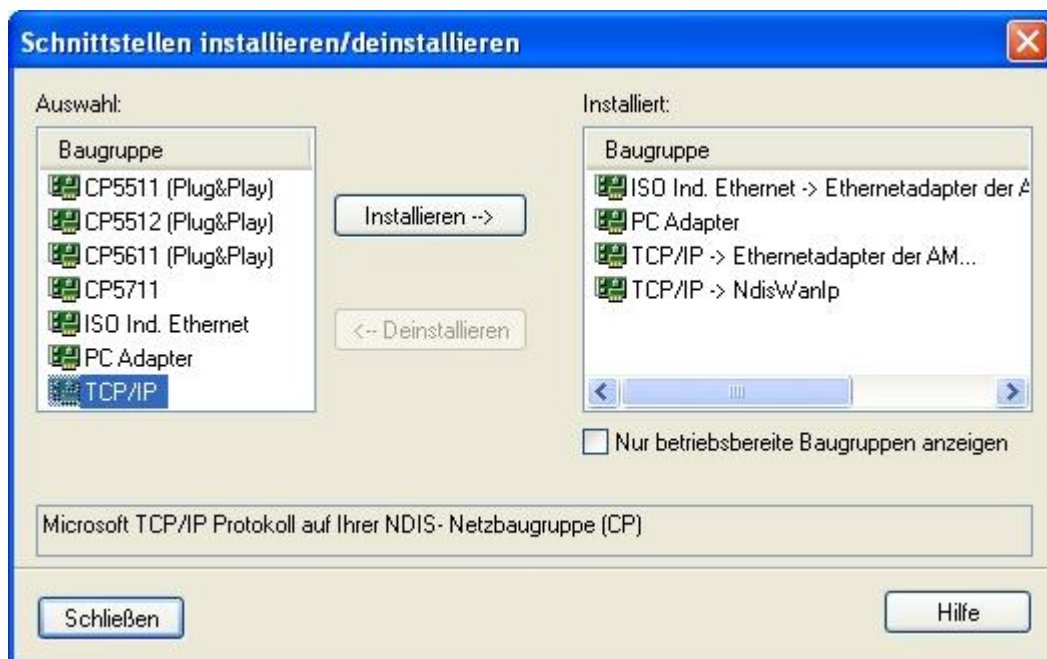 Schnittstellen installieren/deinstallieren
Auswahl:
Installiert:
Baugruppe
CP5511 (Plug&Play)
CP5512 (Plug&Play)
CP5611 (Plug&Play)
CP5711
ISO Ind. Ethernet
PC Adapter
TCP/IP
Installieren -->
<-- Deinstallieren
Baugruppe
ISO Ind. Ethernet -> Ethernetadapter der A
PC Adapter
TCP/IP -> Ethernetadapter der AM...
TCP/IP -> NdisWanIp
Nur betriebsbereite Baugruppen anzeigen
Microsoft TCP/IP Protokoll auf Ihrer NDIS- Netzbaugruppe (CP)
Schließen
Hilfe